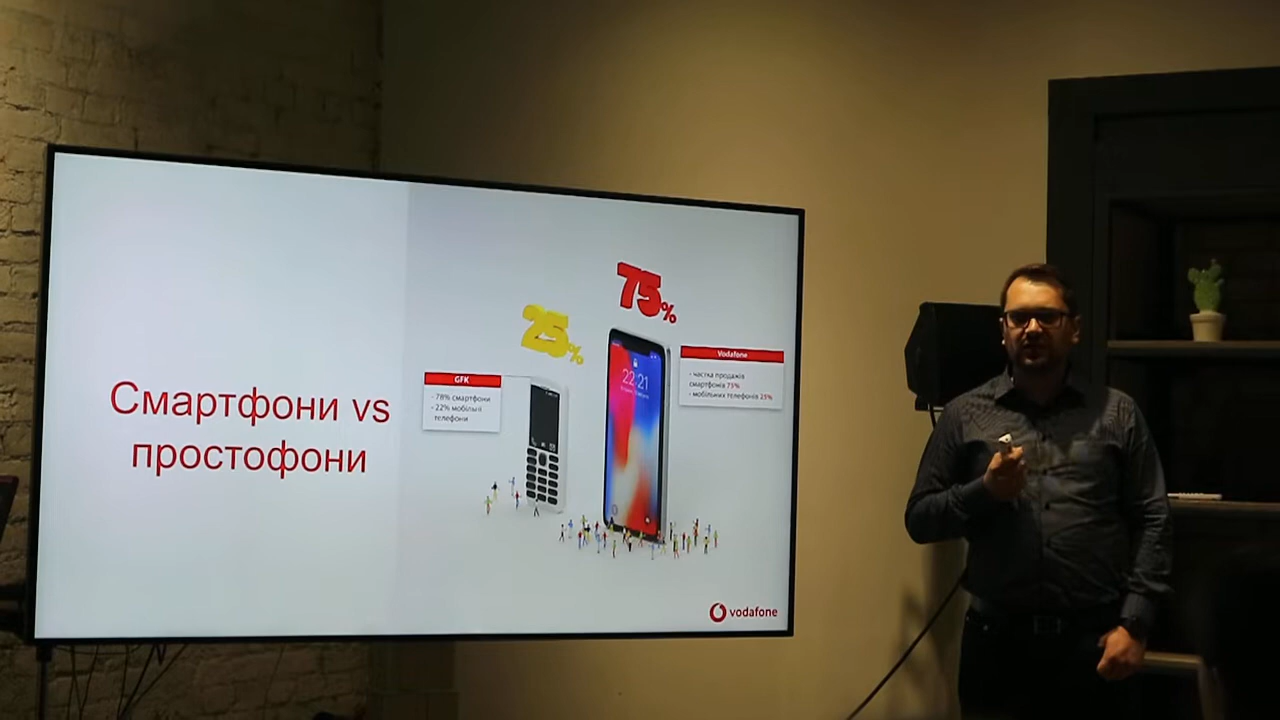 Смартфони vs
простофони
25%
75%
GFK
- 78% смартфони
- 22% мобільні
телефони
Vodafone
- частка продажів
смартфонів 75%
- мобільних телефонів 25%
22:21
vodafone